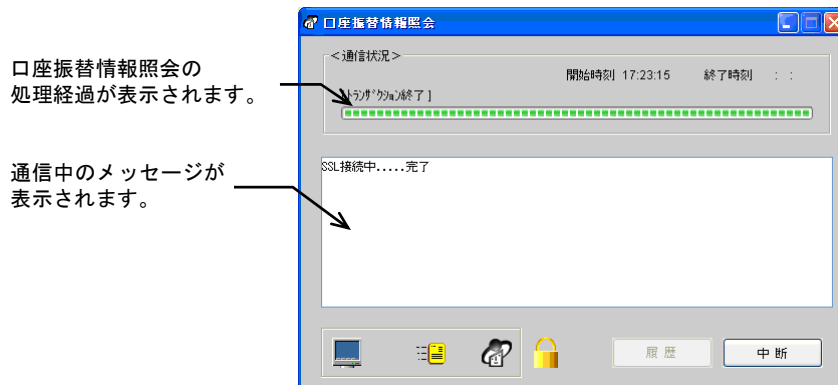 口座振替情報照会
口座振替情報照会の
処理経過が表示されます。
<通信状況>
開始時刻 17:23:15 終了時刻 : :
ﾄﾗﾝｻﾞｸｼｮﾝ終了 ]
通信中のメッセージが
表示されます。
SSL接続中.....完了
履 歴
中 断